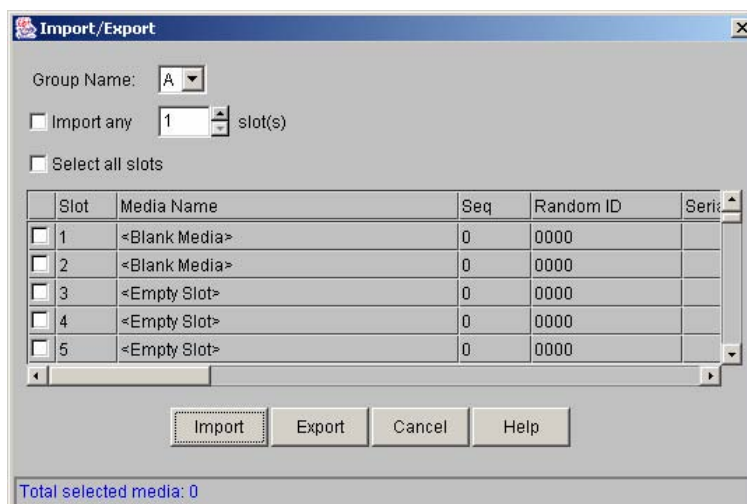 Import/Export
Group Name: A
Import any 1 slot(s)
Select all slots
Slot Media Name Seq Random ID Seria
1 <Blank Media> 0 0000
2 <Blank Media> 0 0000
3 <Empty Slot> 0 0000
4 <Empty Slot> 0 0000
5 <Empty Slot> 0 0000
Import Export Cancel Help
Total selected media: 0